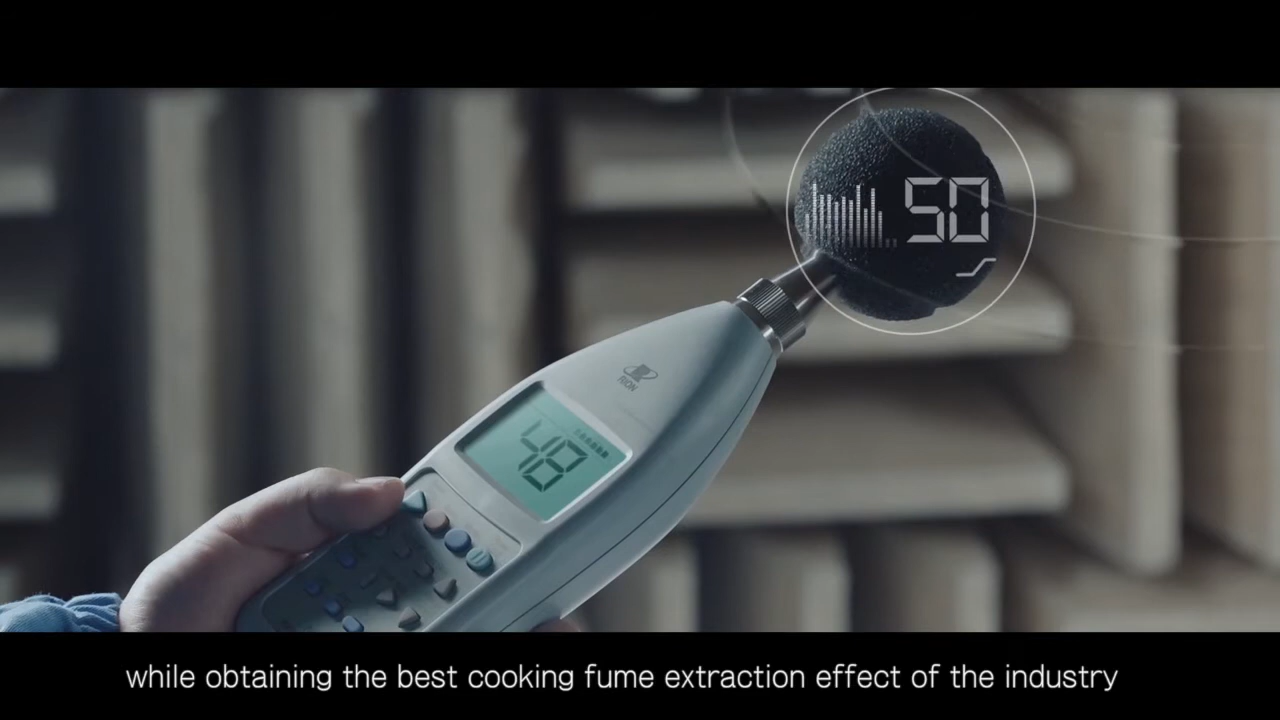 50
RION
48
while obtaining the best cooking fume extraction effect of the industry